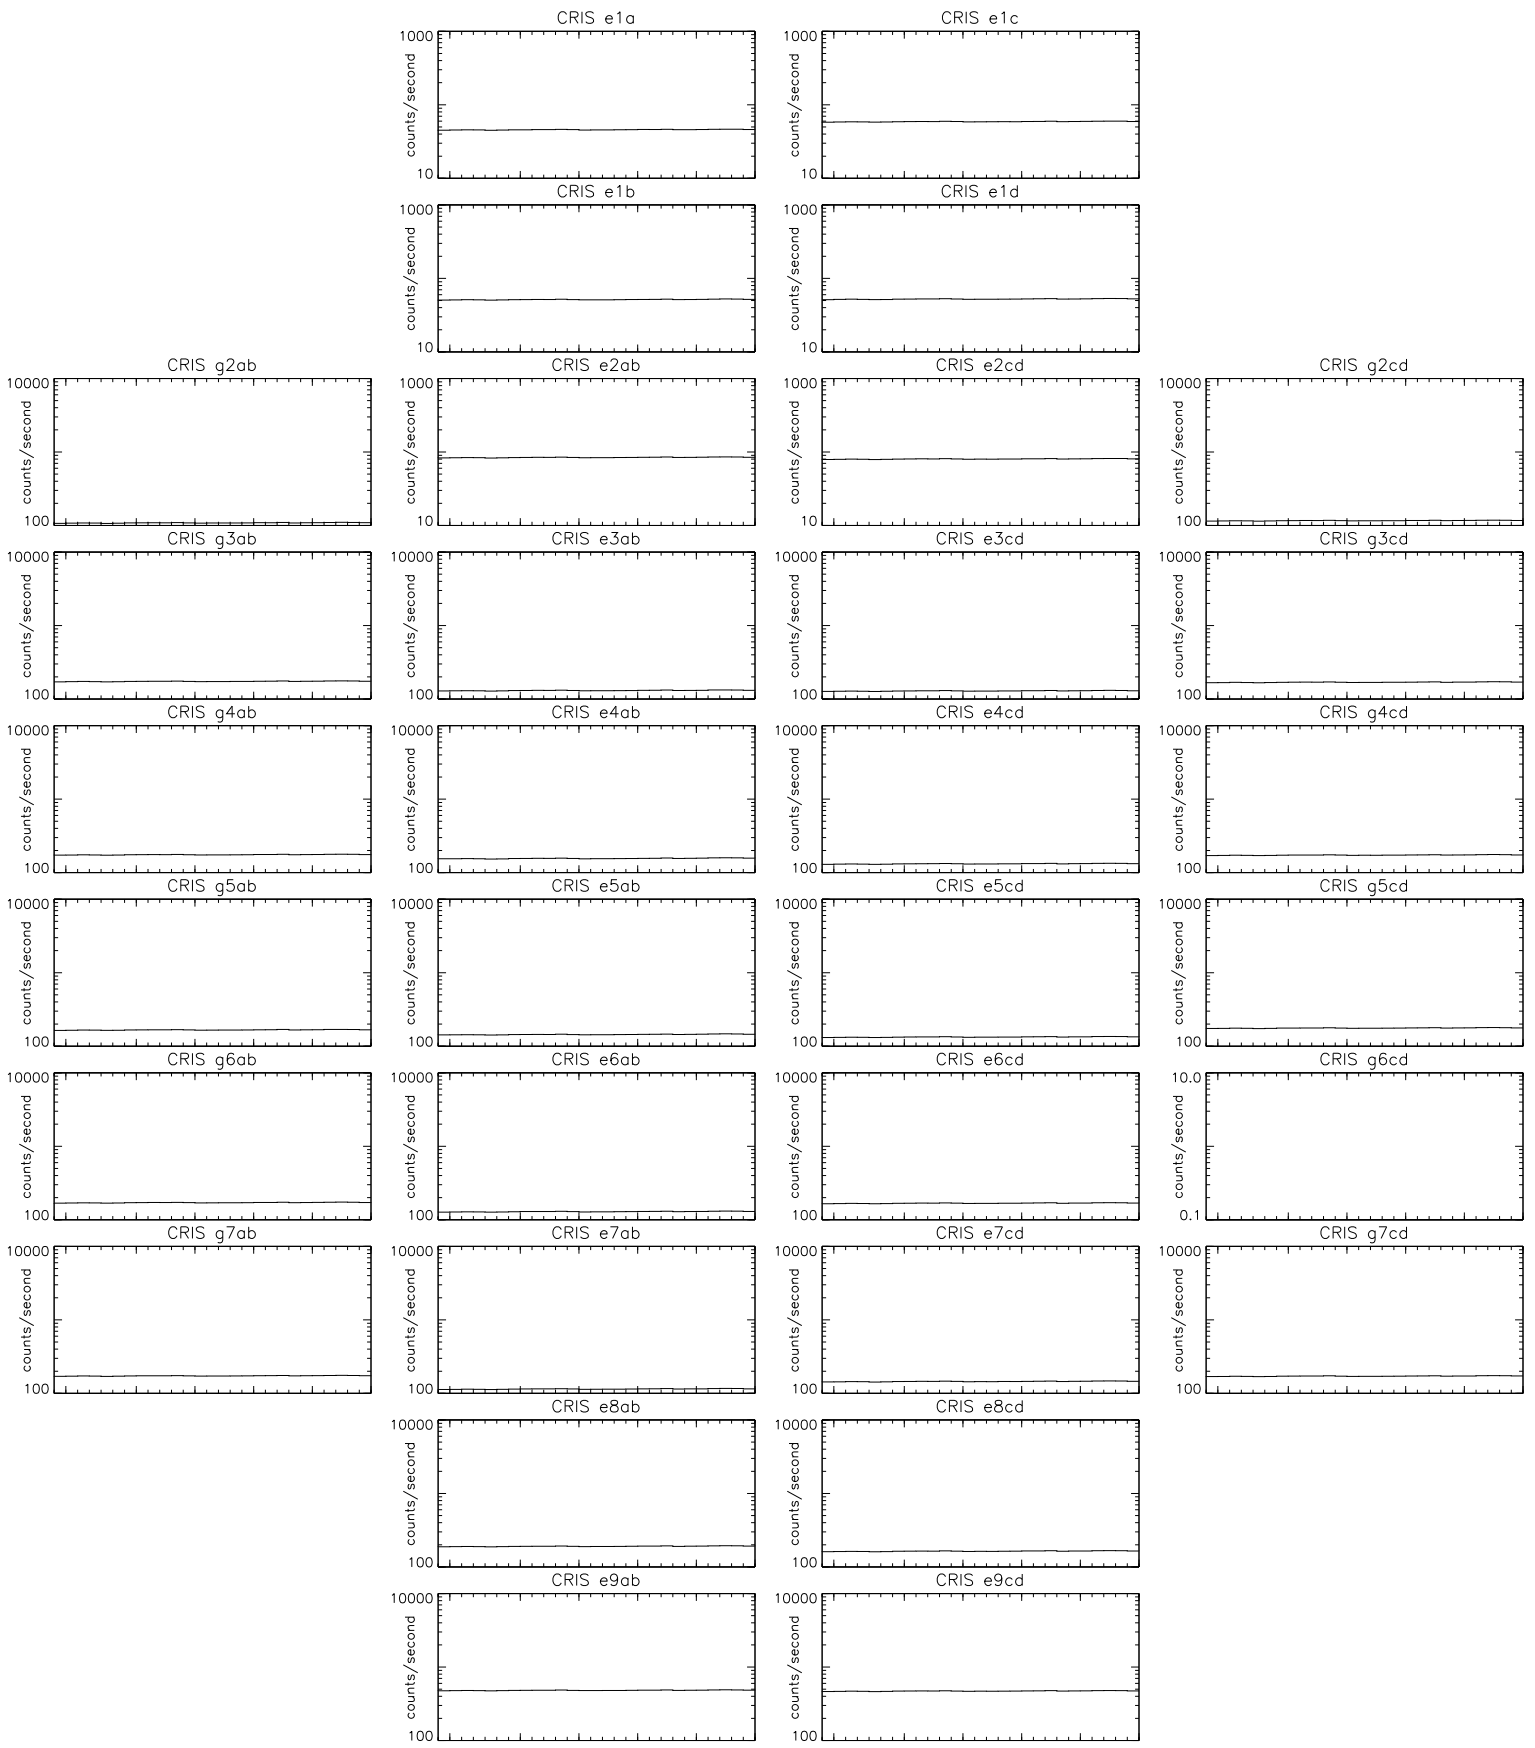 CRIS e1a
1000
counts/second
10
CRIS e1c
1000
counts/second
10
CRIS e1b
1000
counts/second
10
CRIS e1d
1000
counts/second
10
CRIS g2ab
10000
counts/second
100
CRIS e2ab
1000
counts/second
10
CRIS e2cd
1000
counts/second
10
CRIS g2cd
10000
counts/second
100
CRIS g3ab
10000
counts/second
100
CRIS e3ab
10000
counts/second
100
CRIS e3cd
10000
counts/second
100
CRIS g3cd
10000
counts/second
100
CRIS g4ab
10000
counts/second
100
CRIS e4ab
10000
counts/second
100
CRIS e4cd
10000
counts/second
100
CRIS g4cd
10000
counts/second
100
CRIS g5ab
10000
counts/second
100
CRIS e5ab
10000
counts/second
100
CRIS e5cd
10000
counts/second
100
CRIS g5cd
10000
counts/second
100
CRIS g6ab
10000
counts/second
100
CRIS e6ab
10000
counts/second
100
CRIS e6cd
10000
counts/second
100
CRIS g6cd
10.0
counts/second
0.1
CRIS g7ab
10000
counts/second
100
CRIS e7ab
10000
counts/second
100
CRIS e7cd
10000
counts/second
100
CRIS g7cd
10000
counts/second
100
CRIS e8ab
10000
counts/second
100
CRIS e8cd
10000
counts/second
100
CRIS e9ab
10000
counts/second
100
CRIS e9cd
10000
counts/second
100